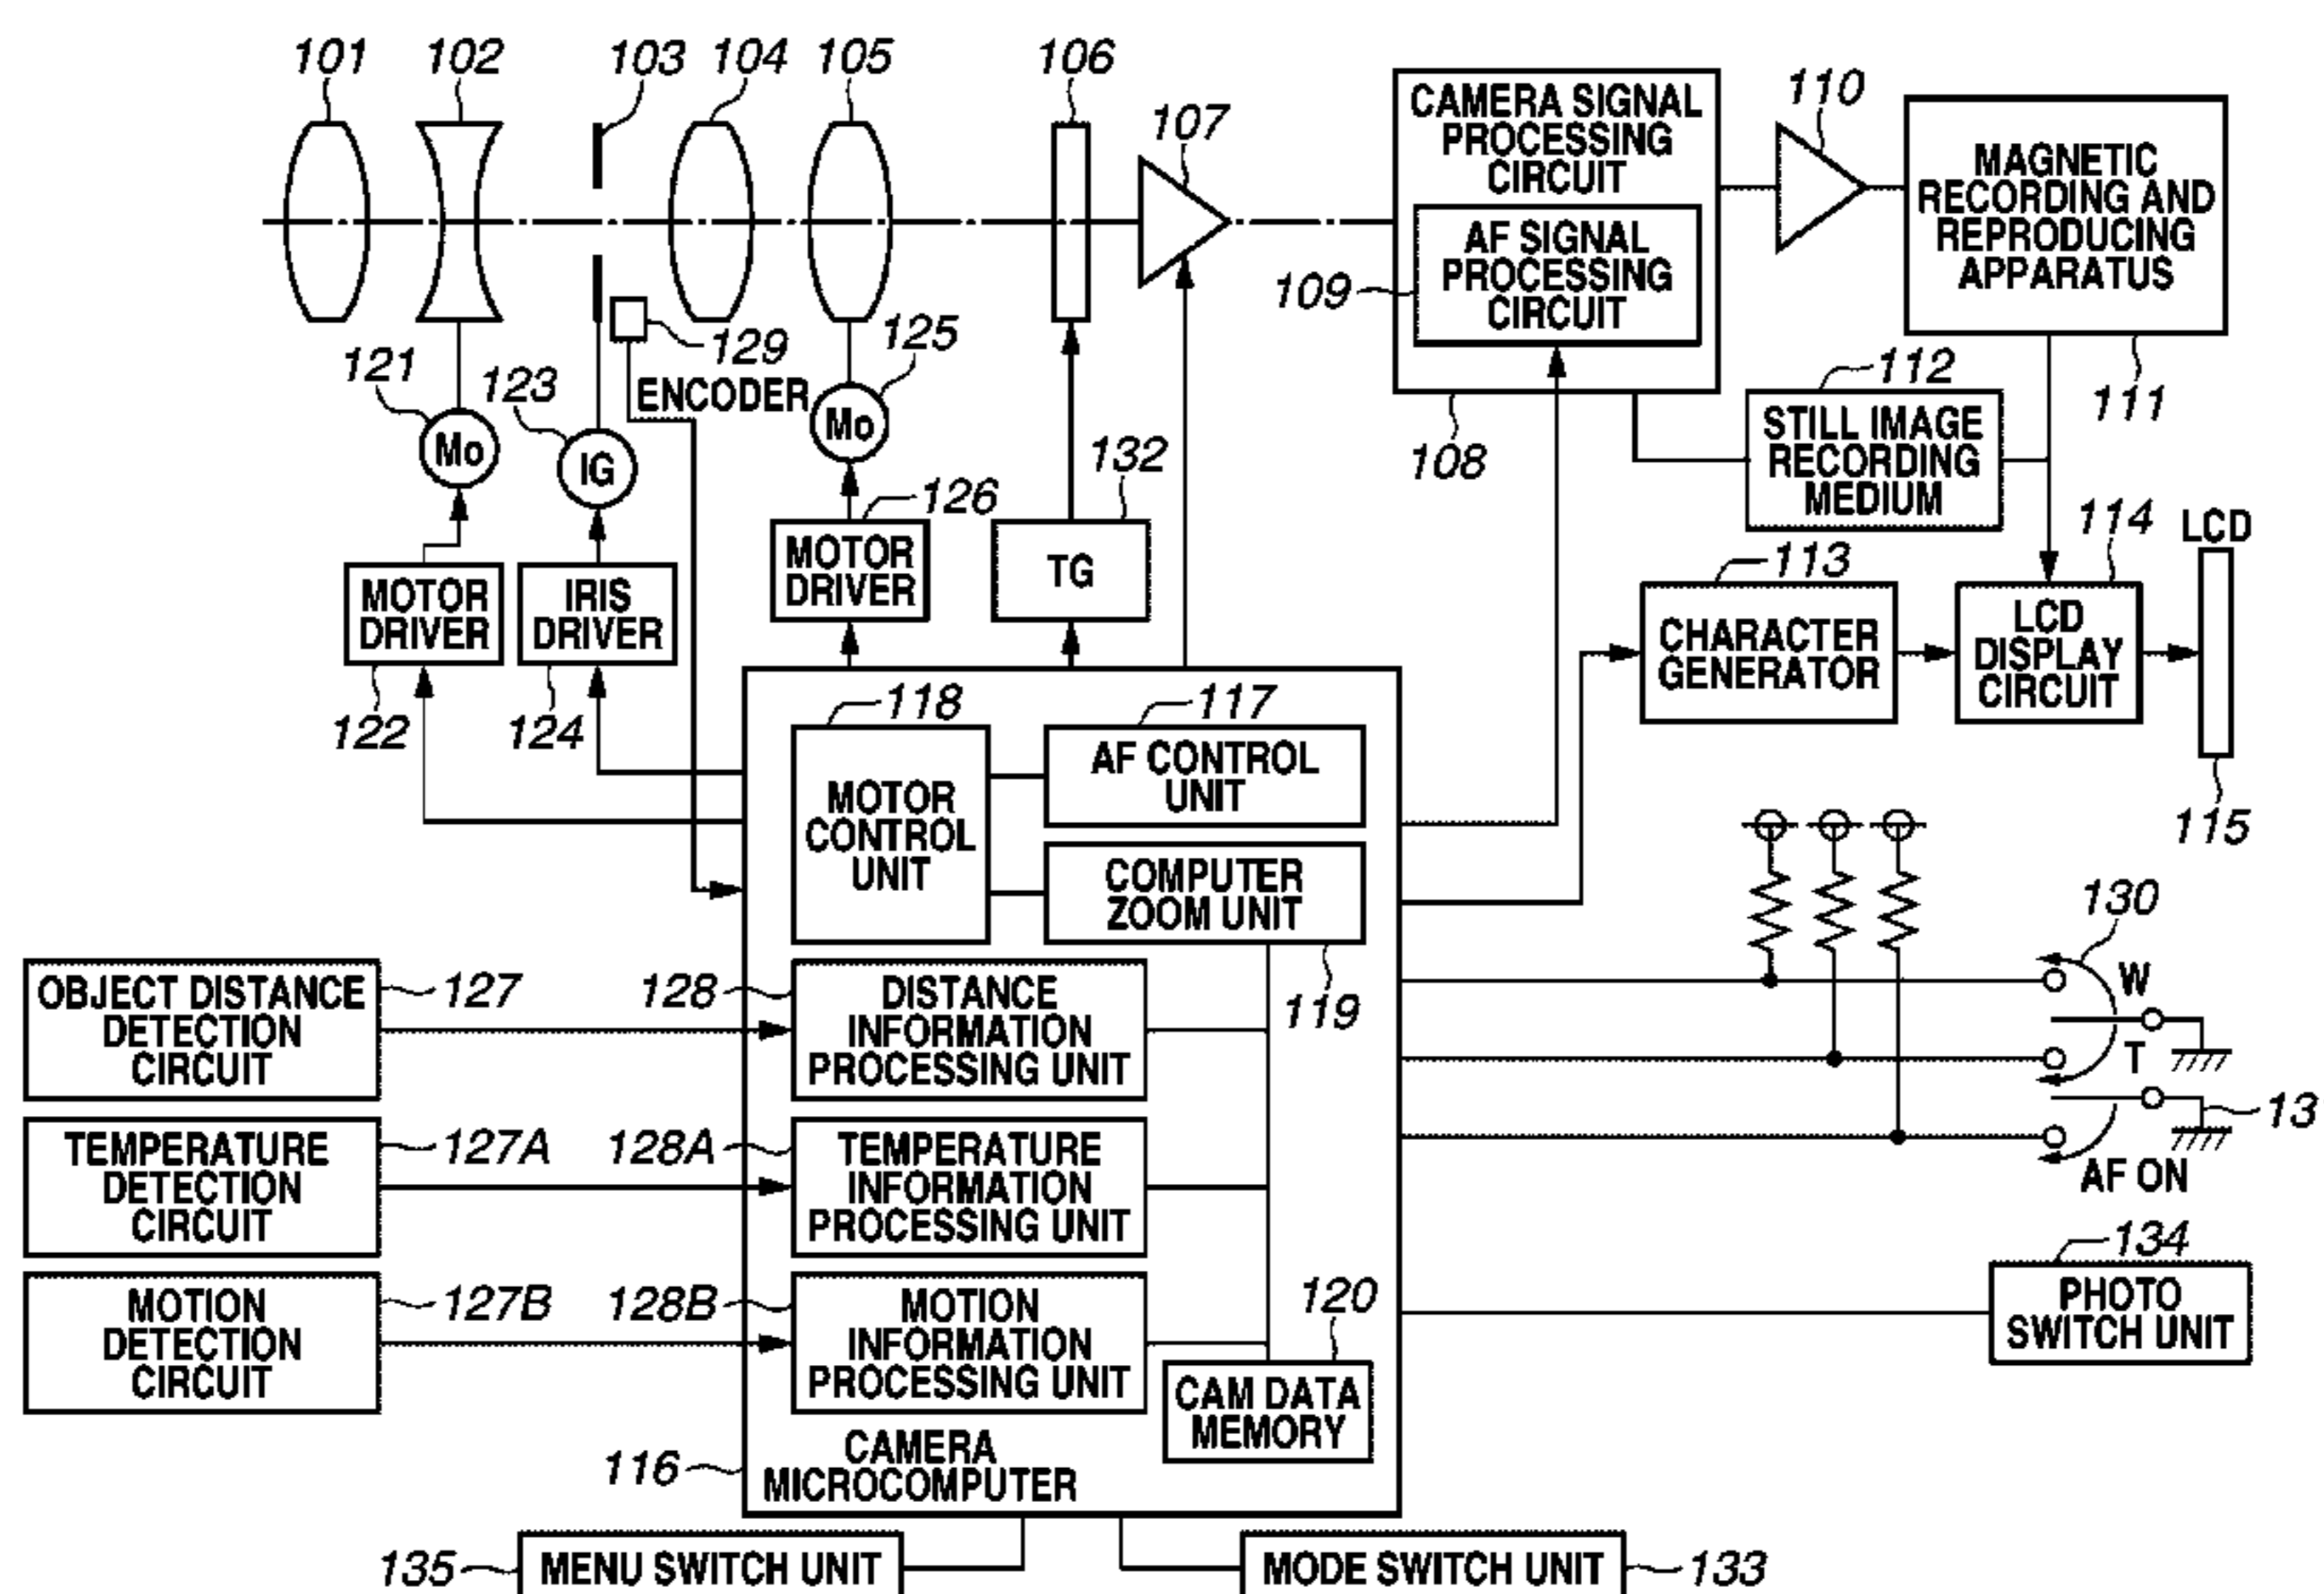 101
102
103
104
105
106
107
CAMERA SIGNAL
PROCESSING
CIRCUIT
AF SIGNAL
PROCESSING
CIRCUIT
109
108
110
MAGNETIC
RECORDING AND
REPRODUCING
APPARATUS
111
112
STILL IMAGE
RECORDING
MEDIUM
129
ENCODER
121
Mo
123
IG
125
Mo
126
MOTOR
DRIVER
132
TG
MOTOR
DRIVER
122
IRIS
DRIVER
124
113
CHARACTER
GENERATOR
114
LCD
DISPLAY
CIRCUIT
LCD
115
118
MOTOR
CONTROL
UNIT
117
AF CONTROL
UNIT
COMPUTER
ZOOM UNIT
119
OBJECT DISTANCE
DETECTION
CIRCUIT
127
128
DISTANCE
INFORMATION
PROCESSING UNIT
130
W
T
13
AF ON
TEMPERATURE
DETECTION
CIRCUIT
127A
128A
TEMPERATURE
INFORMATION
PROCESSING UNIT
MOTION
DETECTION
CIRCUIT
127B
128B
MOTION
INFORMATION
PROCESSING UNIT
120
CAM DATA
MEMORY
134
PHOTO
SWITCH UNIT
116
CAMERA
MICROCOMPUTER
135
MENU SWITCH UNIT
MODE SWITCH UNIT
133